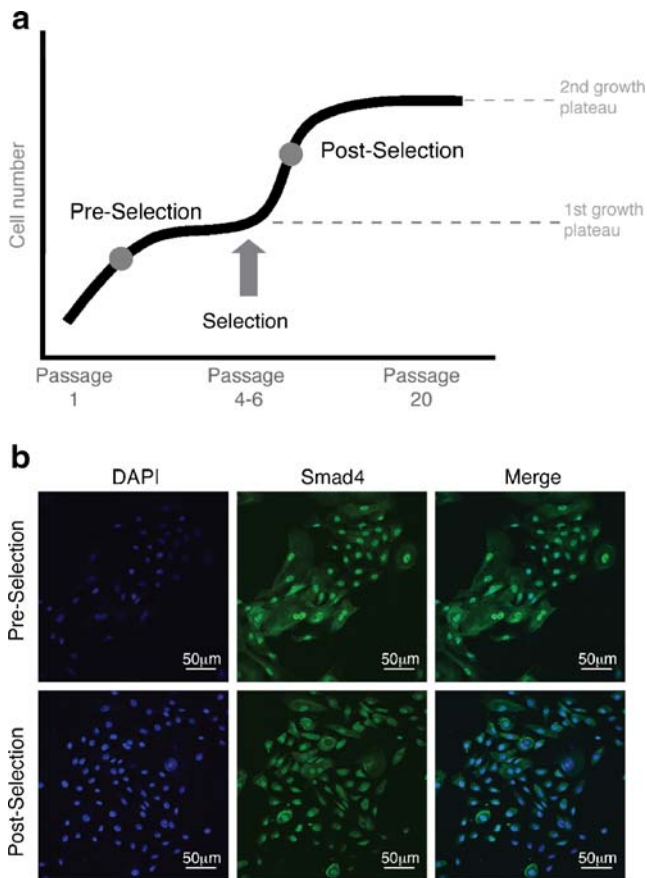 a
Cell number
2nd growth
plateau
Post-Selection
Pre-Selection
1st growth
plateau
Selection
Passage
1
Passage
4-6
Passage
20
b
DAPI
Smad4
Merge
Pre-Selection
50µm
50µm
50µm
Post-Selection
50µm
50µm
50µm